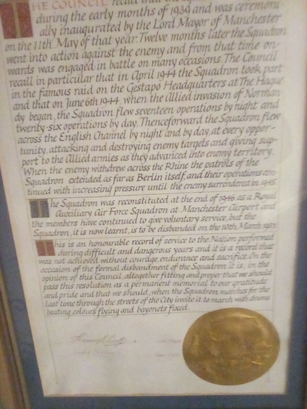 THE COUNCIL recall that
during the early months of 1939 and was ceremoni-
ally inaugurated by the Lord Mayor of Manchester
on the 11th May of that year. Twelve months later the Squadron
went into action against the enemy and from that time on-
wards was engaged in battle on many occasions. The Council
recall in particular that in April 1944 the Squadron took part
in the famous raid on the Gestapo Headquarters at The Hague
and that on June 6th 1944, when the allied invasion of Norman-
dy began, the Squadron flew seventeen operations by night and
twenty-six operations by day. Thenceforward the Squadron flew
across the English Channel by night and by day at every oppor-
tunity attacking and destroying enemy targets and giving sup-
port to the Allied armies as they advanced into enemy territory.
When the enemy withdrew across the Rhine the patrols of the
Squadron extended as far as Berlin itself, and their operations con-
tinued with increasing pressure until the enemy surrendered in 1945.
The Squadron was reconstituted at the end of 1946 as a Royal
Auxiliary Air Force Squadron at Manchester Airport and
the members have continued to give voluntary service, but the
Squadron, it is now learnt, is to be disbanded on the 10th March 1957
This is an honourable record of service to the Nation performed
during difficult and dangerous years and it is a record that
was not achieved without courage, endurance and sacrifice. On the
occasion of the formal disbandment of the Squadron it is, in the
opinion of this Council, altogether fitting and proper that we should
pass this resolution as a permanent memorial to our gratitude
and pride and that we should, when the Squadron marches for the
last time through the streets of the City invite it to march with drums
beating colours flying and bayonets fixed.